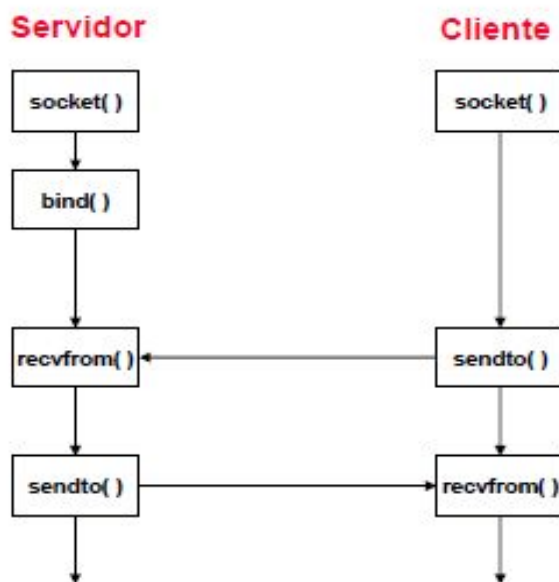 Servidor
Cliente
socket( )
socket( )
bind( )
recvfrom( )
sendto( )
sendto( )
recvfrom( )